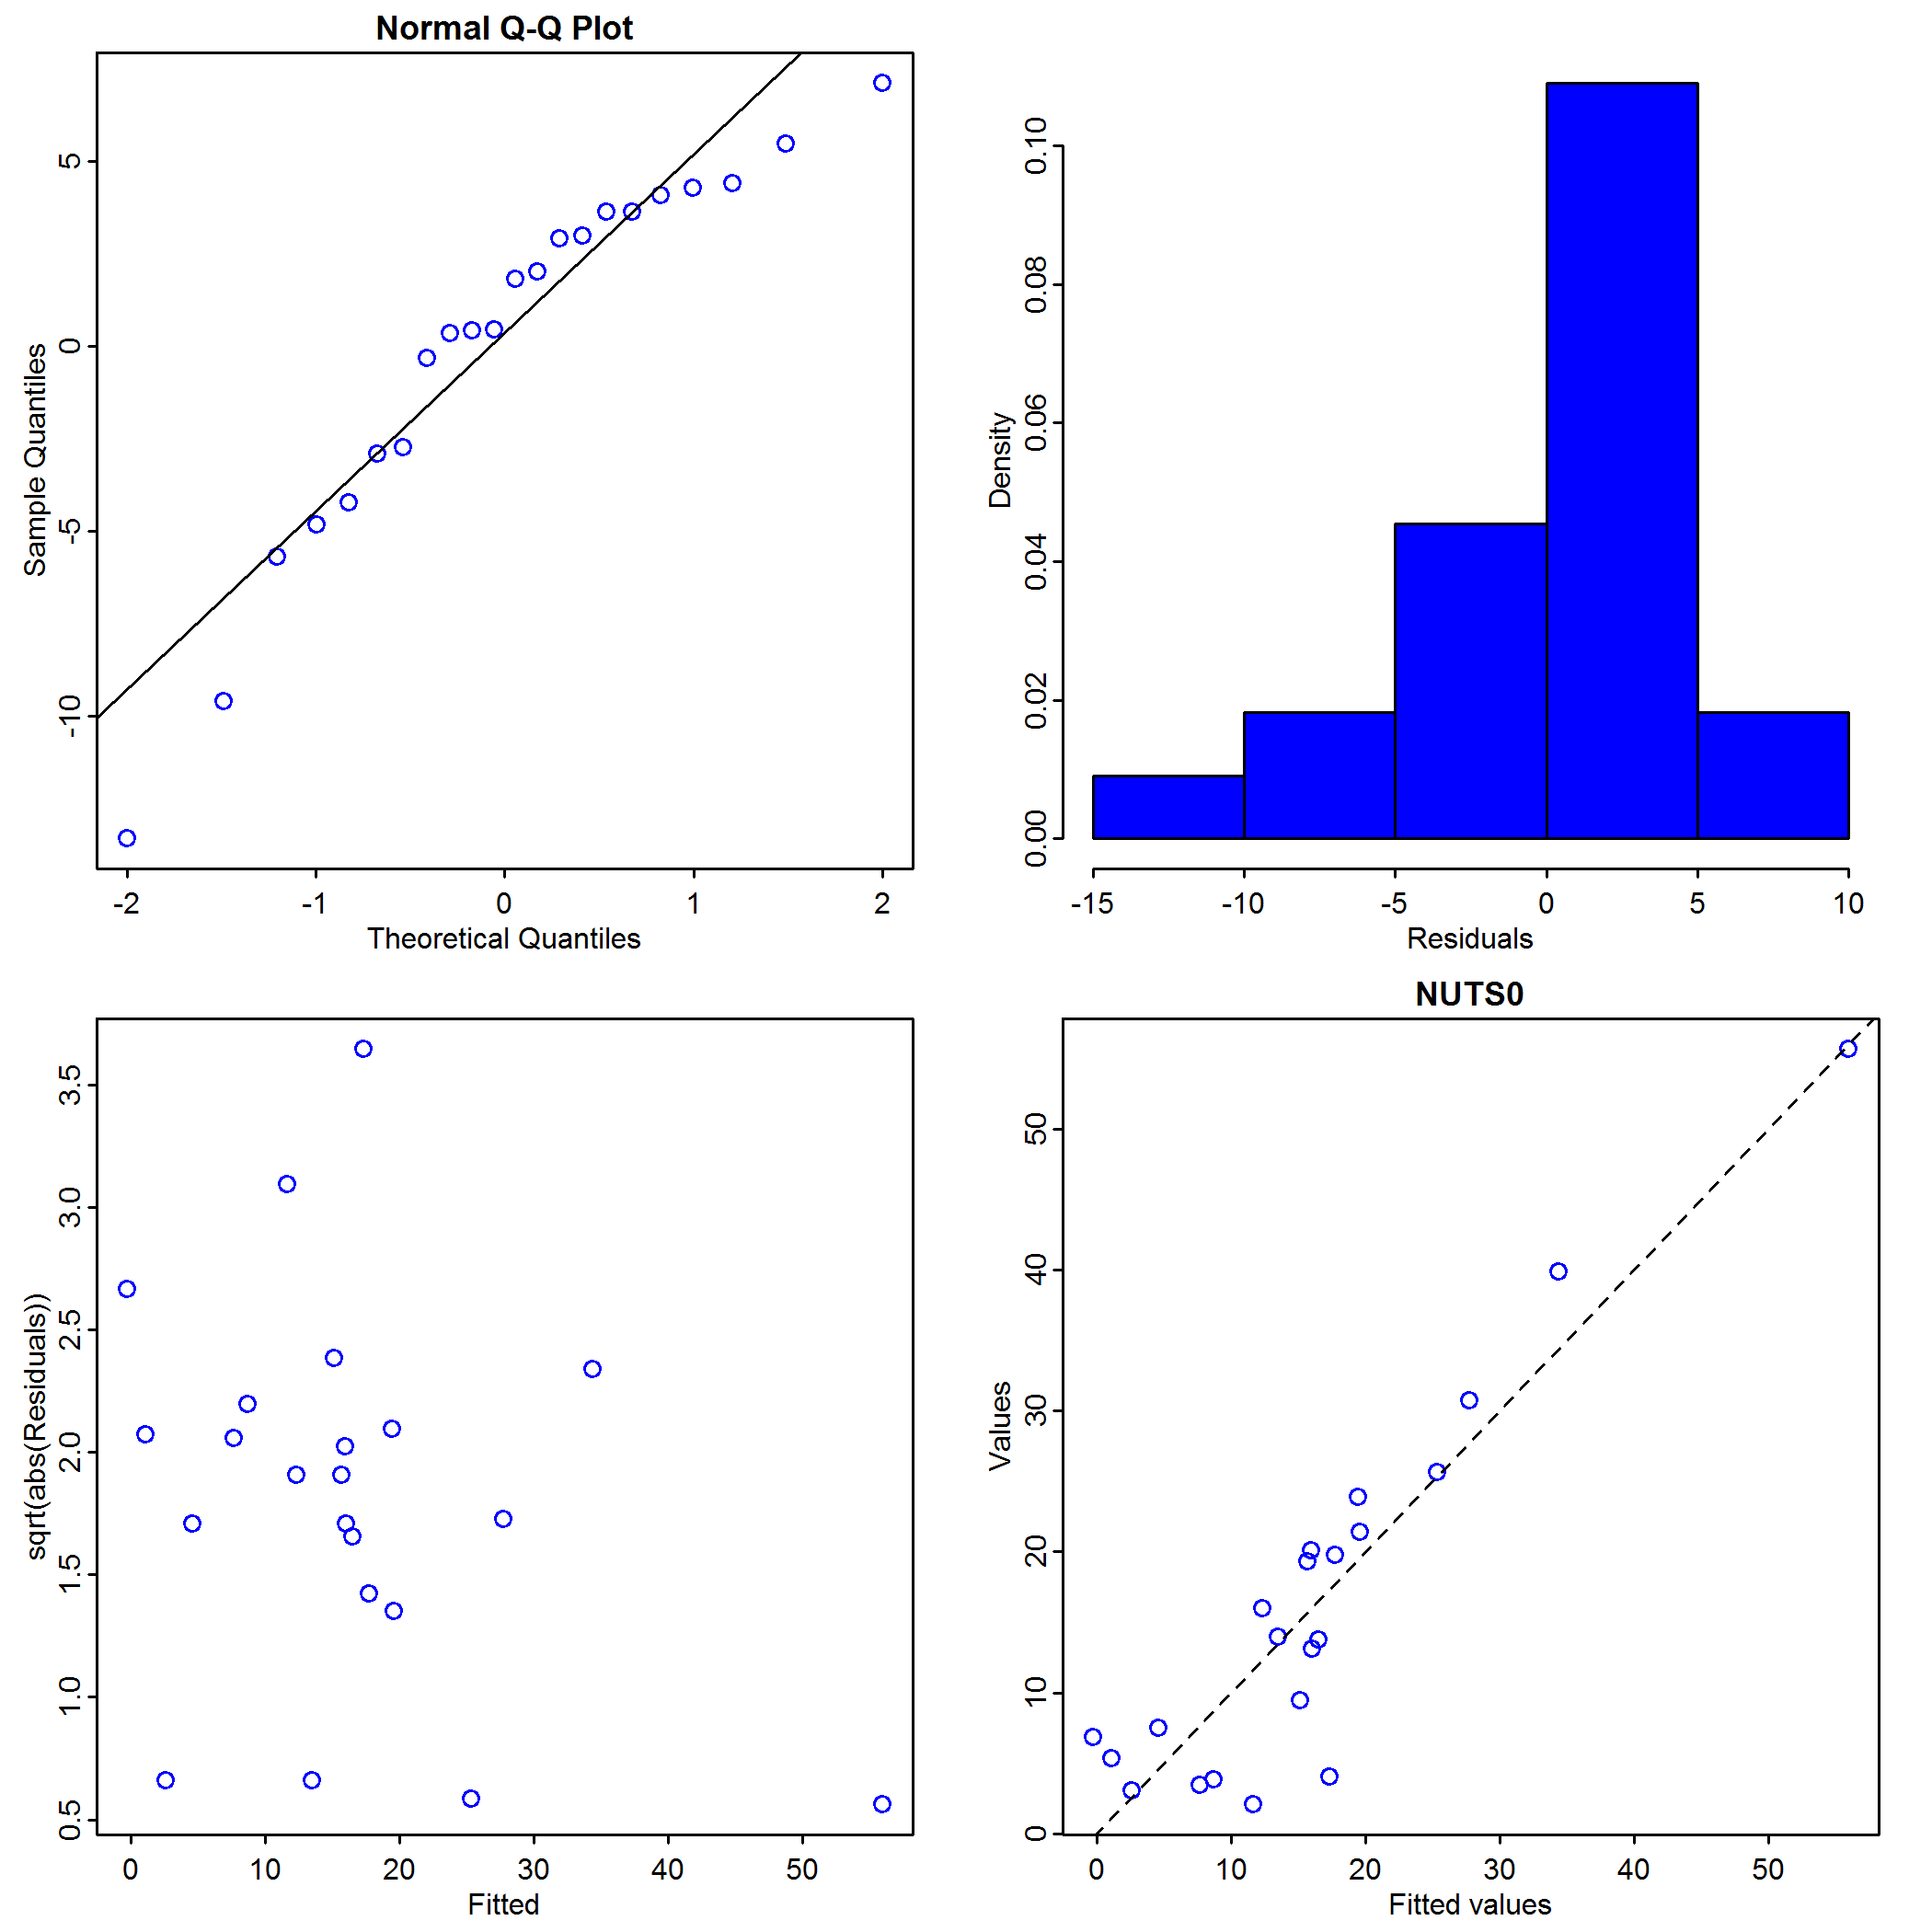 Normal Q-Q Plot
5
0
-5
-10
Sample Quantiles
-2 -1 0 1 2
Theoretical Quantiles
0.10
0.08
0.06
0.04
0.02
0.00
Density
-15 -10 -5 0 5 10
Residuals
3.5
3.0
2.5
2.0
1.5
1.0
0.5
sqrt(abs(Residuals))
0 10 20 30 40 50
Fitted
NUTS0
50
40
30
20
10
0
Values
0 10 20 30 40 50
Fitted values